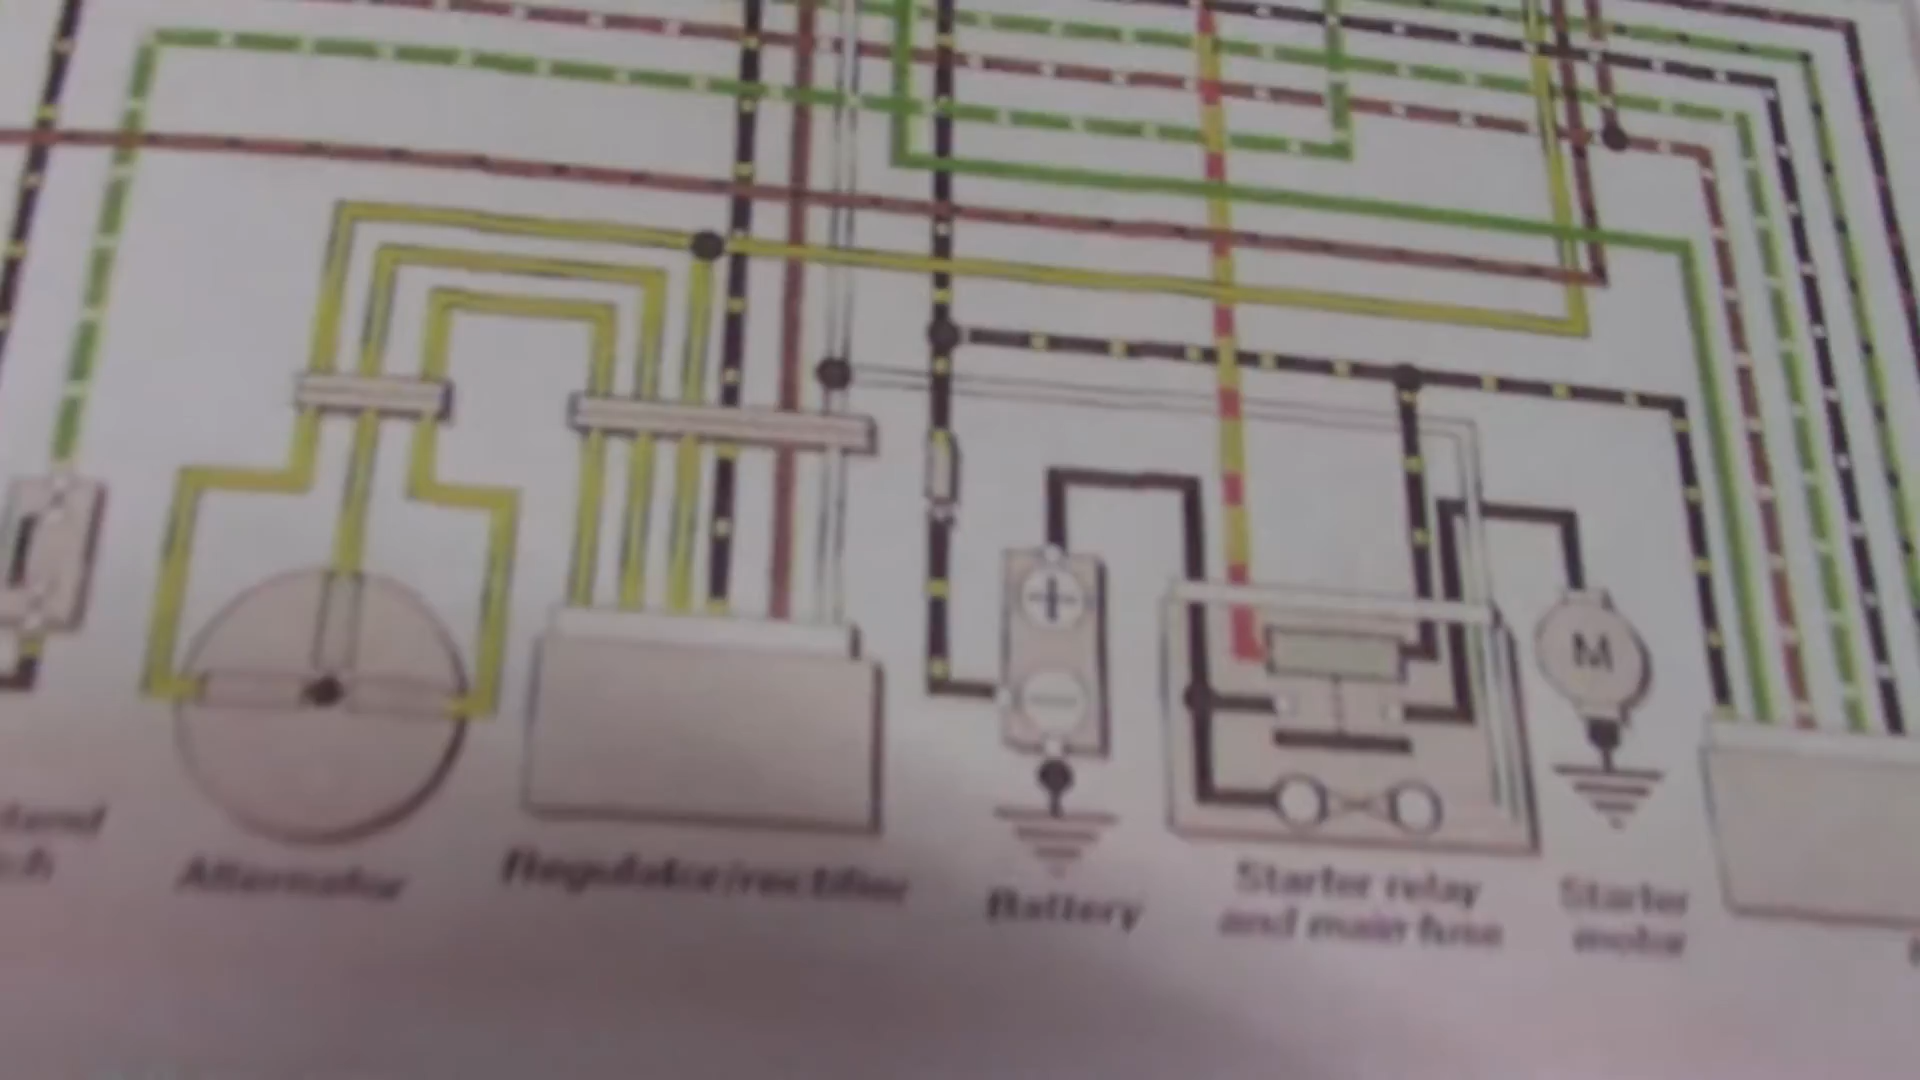 Alternator
Regulator/rectifier
Battery
Starter relay
and main fuse
Starter
motor
M